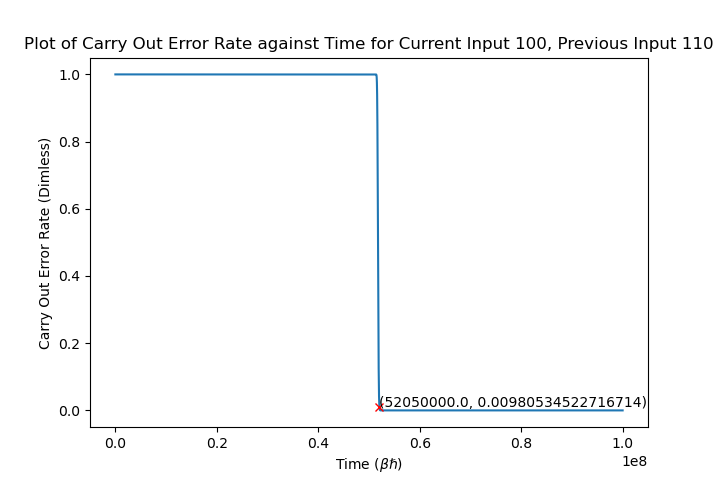 Plot of Carry Out Error Rate against Time for Current Input 100, Previous Input 110
Carry Out Error Rate (Dimless)
1.0
0.8
0.6
0.4
0.2
0.0
(52050000.0, 0.00980534522716714)
0.0 0.2 0.4 0.6 0.8 1.0
1e8
Time (βℏ)